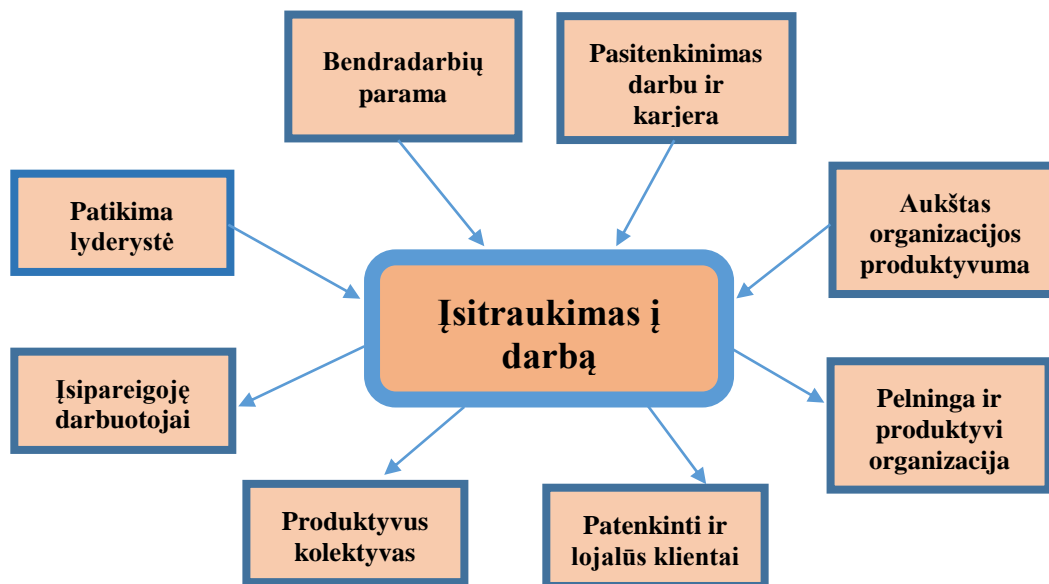 Bendradarbių
parama
Pasitenkinimas
darbu ir
karjera
Patikima
lyderystė
Aukštas
organizacijos
produktyvuma
Įsitraukimas į
darbą
Įsipareigoję
darbuotojai
Pelninga ir
produktyvi
organizacija
Produktyvus
kolektyvas
Patenkinti ir
lojalūs klientai